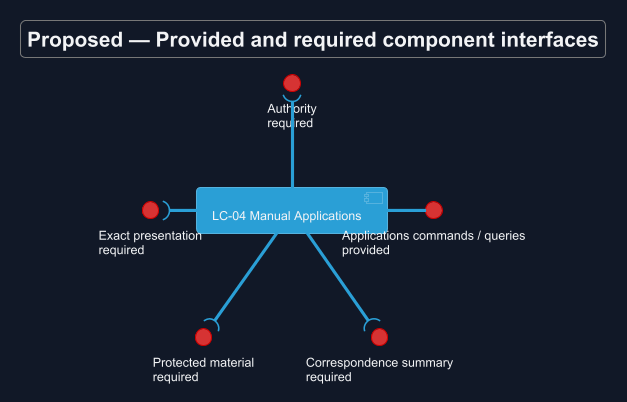 Proposed — Provided and required component interfaces
Authority
required
LC-04 Manual Applications
Exact presentation
required
Applications commands / queries
provided
Protected material
required
Correspondence summary
required